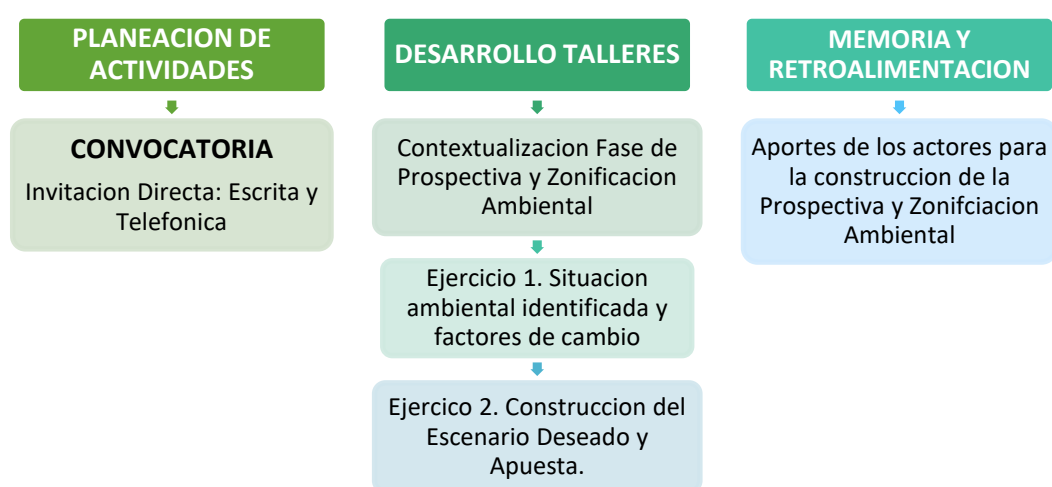 PLANEACION DE
ACTIVIDADES
CONVOCATORIA
Invitacion Directa: Escrita y
Telefonica
DESARROLLO TALLERES
Contextualizacion Fase de
Prospectiva y Zonificacion
Ambiental
Ejercicio 1. Situacion
ambiental identificada y
factores de cambio
Ejercico 2. Construccion del
Escenario Deseado y
Apuesta.
MEMORIA Y
RETROALIMENTACION
Aportes de los actores para
la construccion de la
Prospectiva y Zonifciacion
Ambiental